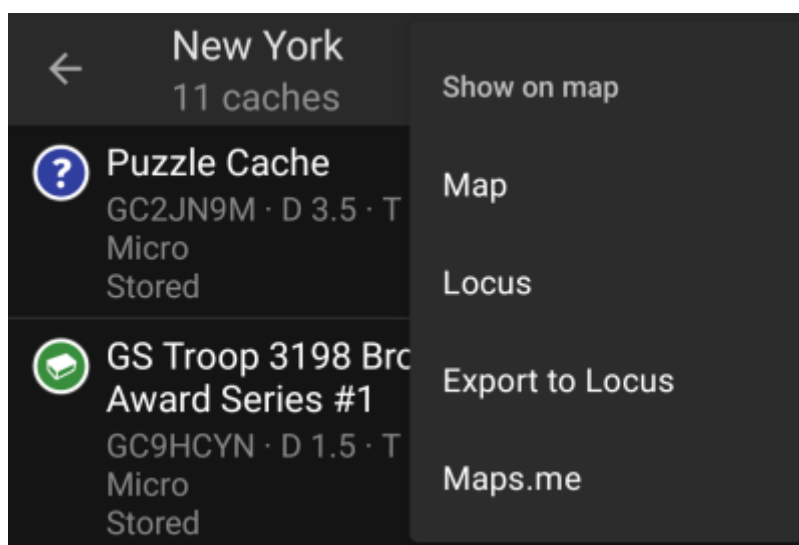 New York
11 caches
?
Puzzle Cache
GC2JN9M · D 3.5 · T
Micro
Stored
GS Troop 3198 Bro
Award Series #1
GC9HCYN · D 1.5 · T
Micro
Stored
Show on map
Map
Locus
Export to Locus
Maps.me